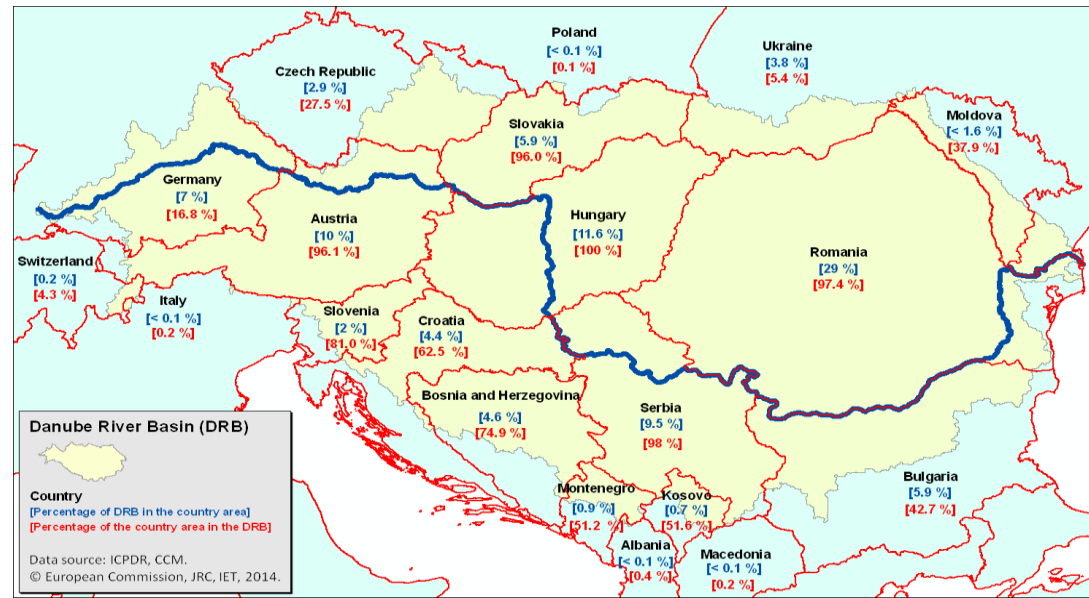 Poland
[< 0.1 %]
[0.1 %]
Ukraine
[3.8 %]
[5.4 %]
Czech Republic
[2.9 %]
[27.5 %]
Moldova
[< 1.6 %]
[37.9 %]
Slovakia
[5.9 %]
[96.0 %]
Germany
[7 %]
[16.8 %]
Austria
[10 %]
[96.1 %]
Hungary
[11.6 %]
[100 %]
Romania
[29 %]
[97.4 %]
Switzerland
[0.2 %]
[4.3 %]
Italy
[< 0.1 %]
[0.2 %]
Slovenia
[2 %]
[81.0 %]
Croatia
[4.4 %]
[62.5 %]
Bosnia and Herzegovina
[4.6 %]
[74.9 %]
Serbia
[9.5 %]
[98 %]
Bulgaria
[5.9 %]
[42.7 %]
Montenegro
[0.9 %]
[51.2 %]
Kosovo
[0.7 %]
[51.6 %]
Albania
[< 0.1 %]
[0.4 %]
Macedonia
[< 0.1 %]
[0.2 %]
Danube River Basin (DRB)
Country
[Percentage of DRB in the country area]
[Percentage of the country area in the DRB]
Data source: ICPDR, CCM.
© European Commission, JRC, IET, 2014.